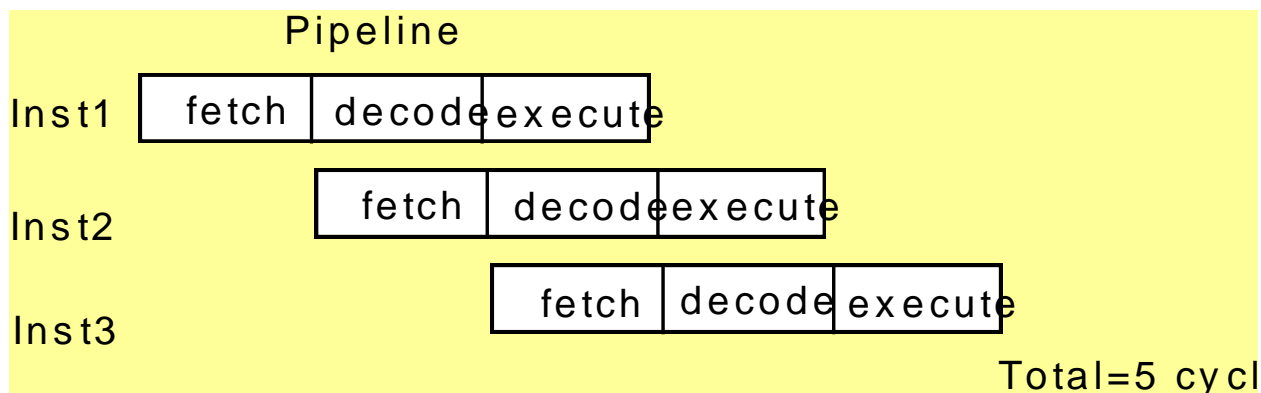 Pipeline
Inst1 fetch decode execute
Inst2 fetch decode execute
Inst3 fetch decode execute
Total=5 cycl